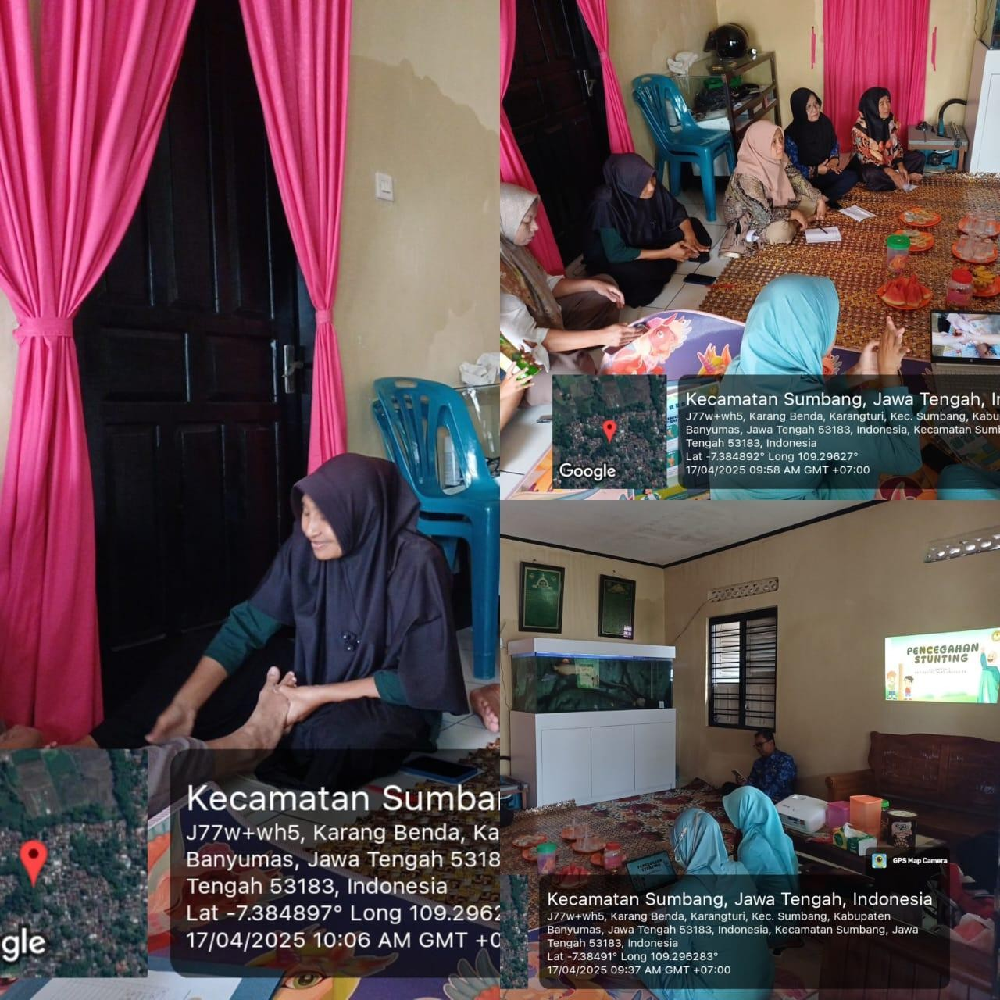 Kecamatan Sumba
J77w+wh5, Karang Benda, Ka
Banyumas, Jawa Tengah 5318
Tengah 53183, Indonesia
Lat -7.384897° Long 109.2962
17/04/2025 10:06 AM GMT +0
gle
Kecamatan Sumbang, Jawa Tengah, I
J77w+wh5, Karang Benda, Karangturi, Kec. Sumbang, Kabu
Banyumas, Jawa Tengah 53183, Indonesia, Kecamatan Sumb
Tengah 53183, Indonesia
Lat -7.384892° Long 109.29627°
17/04/2025 09:58 AM GMT +07:00
Google
PENCEGAHAN
STUNTING
PENCEGAHAN
STUNTING
GPS Map Camera
Kecamatan Sumbang, Jawa Tengah, Indonesia
J77w+wh5, Karang Benda, Karangturi, Kec. Sumbang, Kabupaten
Banyumas, Jawa Tengah 53183, Indonesia, Kecamatan Sumbang, Jawa
Tengah 53183, Indonesia
Lat -7.38491° Long 109.296283°
17/04/2025 09:37 AM GMT +07:00